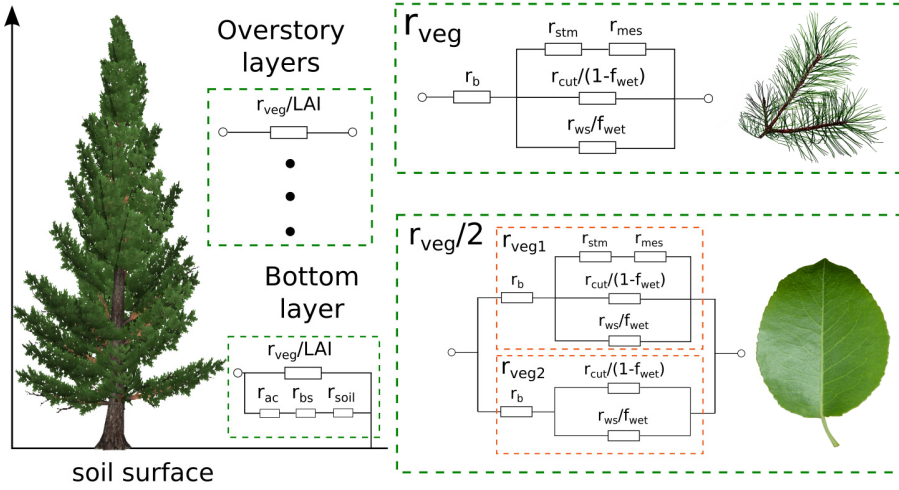 Overstory
layers
r_veg/LAI
Bottom
layer
r_veg/LAI
r_ac r_bs r_soil
soil surface
r_veg
r_stm r_mes
r_b
r_cut/(1-f_wet)
r_ws/f_wet
r_veg/2
r_veg1
r_stm r_mes
r_b
r_cut/(1-f_wet)
r_ws/f_wet
r_veg2
r_cut/(1-f_wet)
r_b
r_ws/f_wet